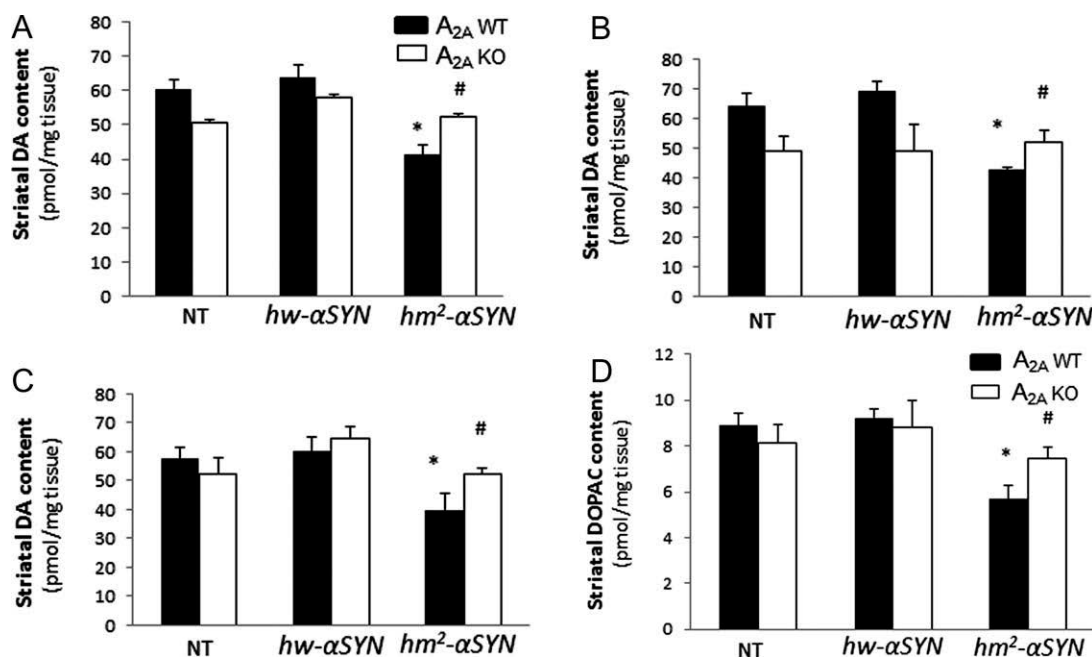 A
Striatal DA content
(pmol/mg tissue)
80
70
60
50
40
30
20
10
0
A2A WT
A2A KO
*
#
NT
hw-αSYN
hm²-αSYN
B
Striatal DA content
(pmol/mg tissue)
80
70
60
50
40
30
20
10
0
*
#
NT
hw-αSYN
hm²-αSYN
C
Striatal DA content
(pmol/mg tissue)
80
70
60
50
40
30
20
10
0
*
#
NT
hw-αSYN
hm²-αSYN
D
Striatal DOPAC content
(pmol/mg tissue)
12
10
8
6
4
2
0
A2A WT
A2A KO
*
#
NT
hw-αSYN
hm²-αSYN